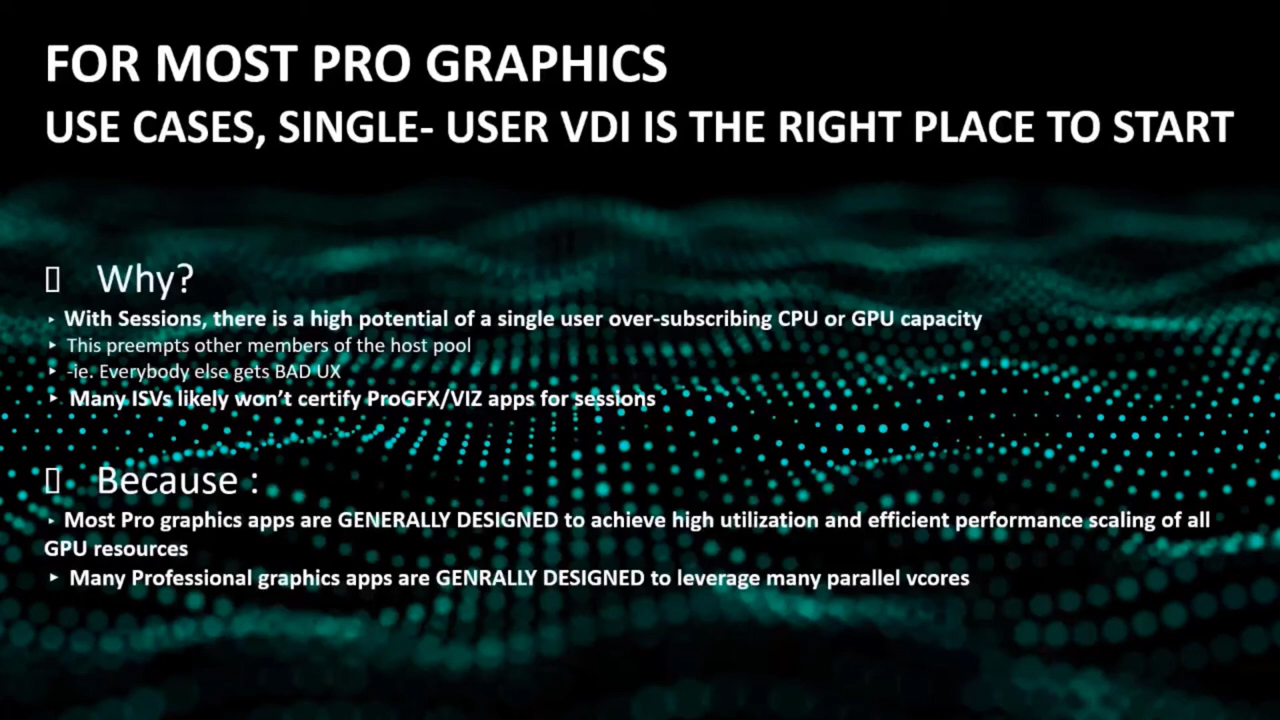 FOR MOST PRO GRAPHICS
USE CASES, SINGLE- USER VDI IS THE RIGHT PLACE TO START
Why?
‣ With Sessions, there is a high potential of a single user over-subscribing CPU or GPU capacity
‣ This preempts other members of the host pool
‣ -ie. Everybody else gets BAD UX
‣ Many ISVs likely won’t certify ProGFX/VIZ apps for sessions
Because :
‣ Most Pro graphics apps are GENERALLY DESIGNED to achieve high utilization and efficient performance scaling of all
GPU resources
‣ Many Professional graphics apps are GENRALLY DESIGNED to leverage many parallel vcores